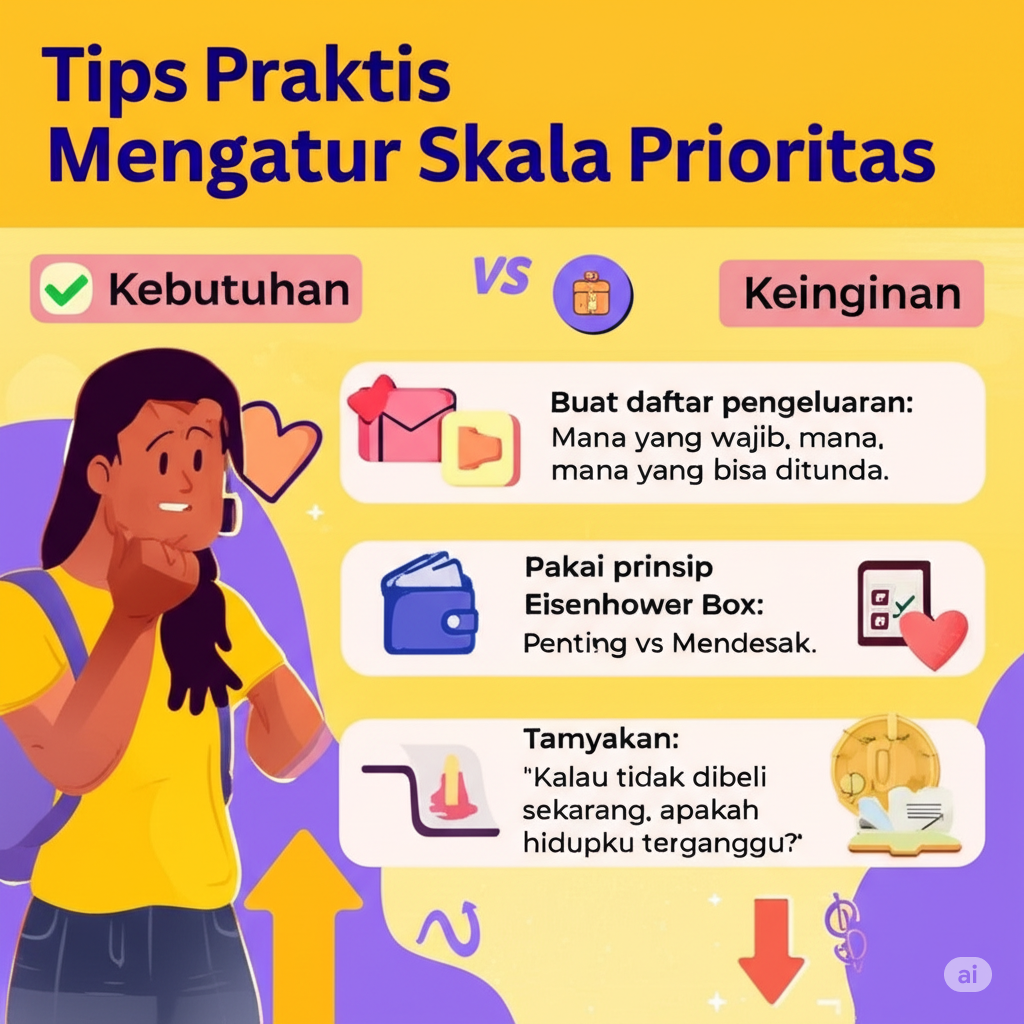 Tips Praktis
Mengatur Skala Prioritas
Kebutuhan
VS
Keinginan
Buat daftar pengeluaran:
Mana yang wajib, mana,
mana yang bisa ditunda.
Pakai prinsip
Eisenhower Box:
Penting vs Mendesak.
Tamyakan:
"Kalau tidak dibeli
sekarang, apakah
hidupku terganggu?"
ai